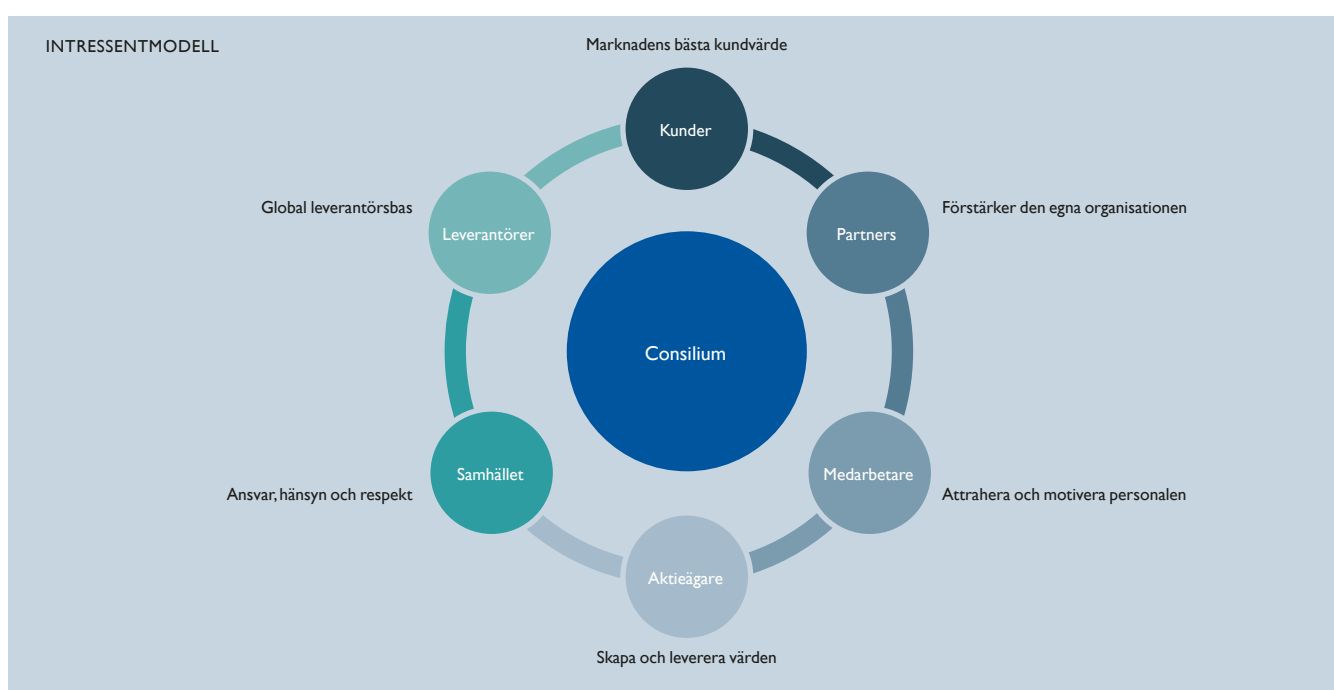 INTRESSENTMODELL
Marknadens bästa kundvärde
Kunder
Global leverantörsbas
Leverantörer
Partners
Förstärker den egna organisationen
Consilium
Samhället
Medarbetare
Ansvar, hänsyn och respekt
Attrahera och motivera personalen
Aktieägare
Skapa och leverera värden